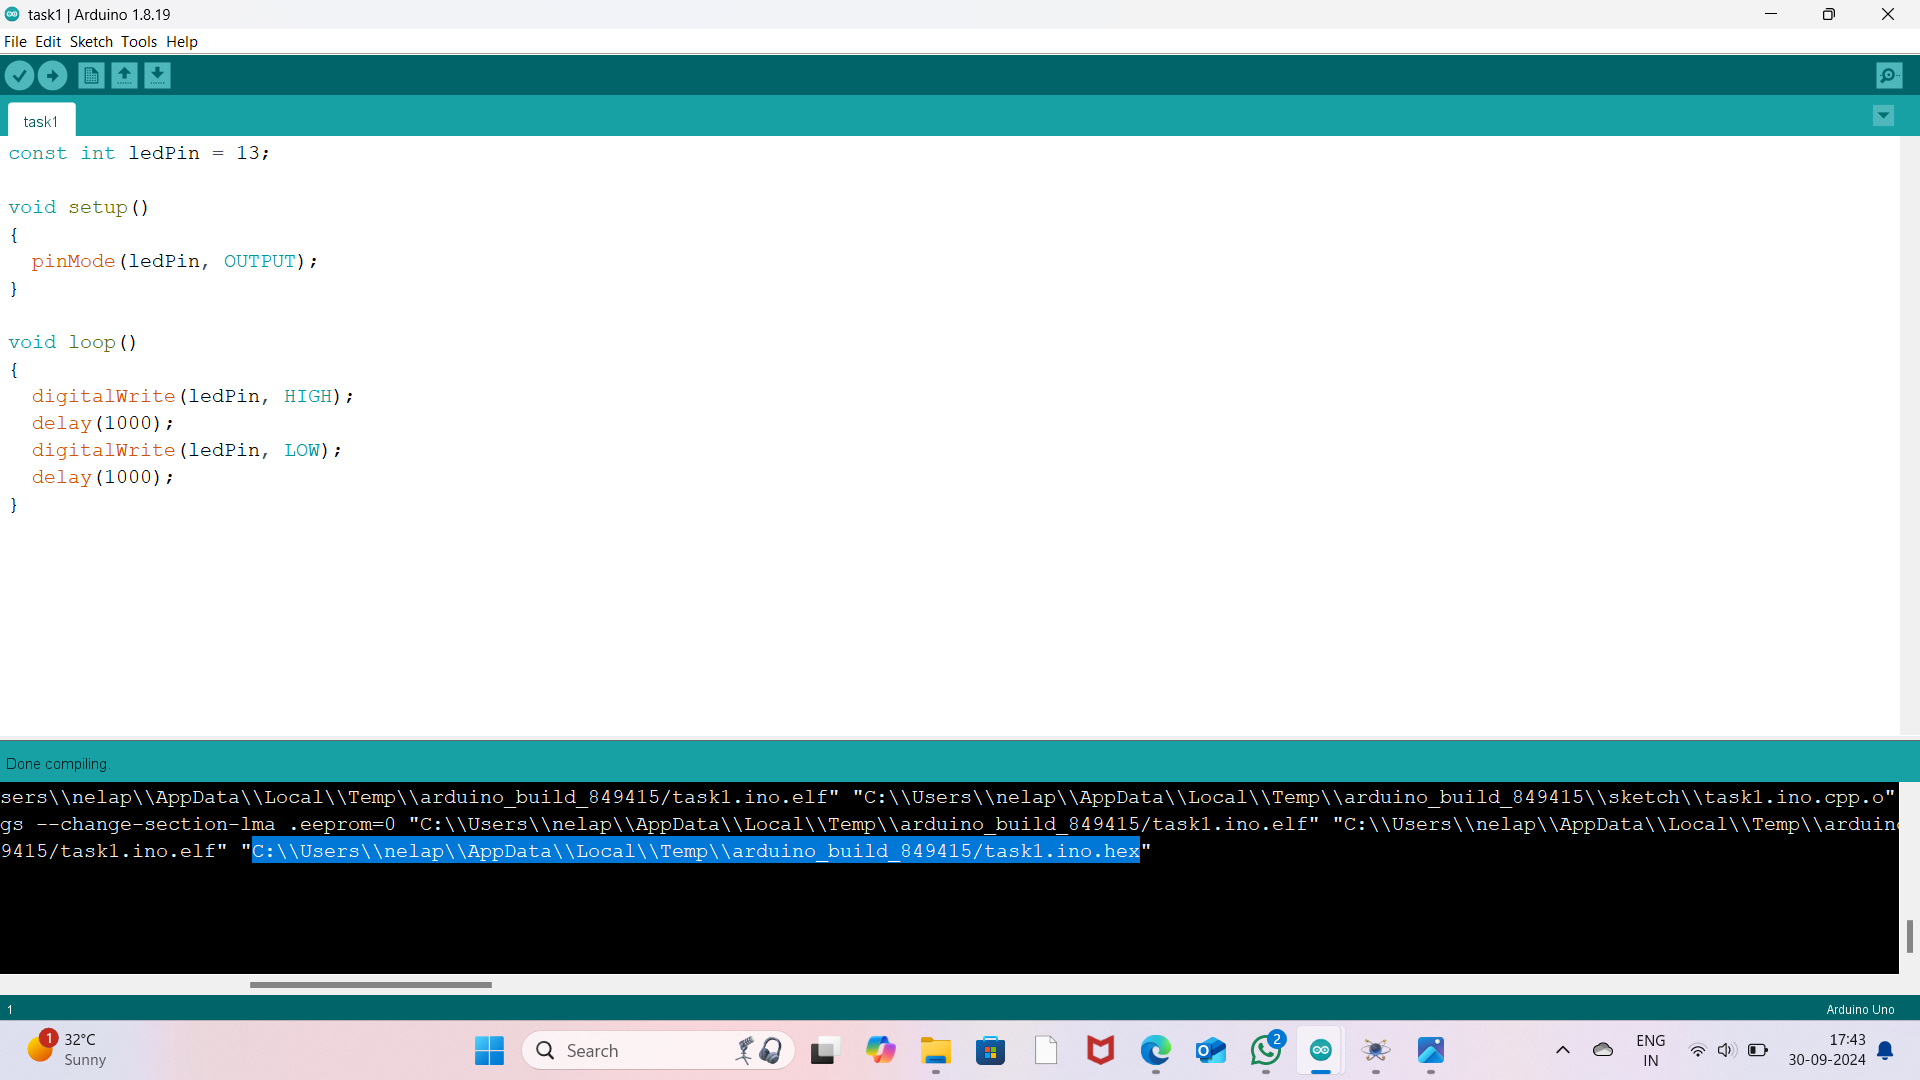 task1 | Arduino 1.8.19
File Edit Sketch Tools Help
task1
const int ledPin = 13;
void setup()
{
pinMode(ledPin, OUTPUT);
}
void loop()
{
digitalWrite(ledPin, HIGH);
delay(1000);
digitalWrite(ledPin, LOW);
delay(1000);
}
Done compiling.
sers\\nelap\\AppData\\Local\\Temp\\arduino_build_849415/task1.ino.elf" "C:\\Users\\nelap\\AppData\\Local\\Temp\\arduino_build_849415\\sketch\\task1.ino.cpp.o"
gs --change-section-lma .eeprom=0 "C:\\Users\\nelap\\AppData\\Local\\Temp\\arduino_build_849415/task1.ino.elf" "C:\\Users\\nelap\\AppData\\Local\\Temp\\arduin
9415/task1.ino.elf" "C:\\Users\\nelap\\AppData\\Local\\Temp\\arduino_build_849415/task1.ino.hex"
1
Arduino Uno
1
32°C
Sunny
Search
2
ENG
IN
17:43
30-09-2024